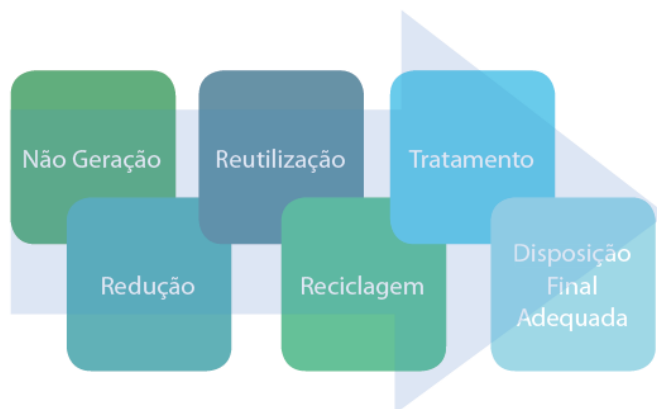 Não Geração
Redução
Reutilização
Reciclagem
Tratamento
Disposição
Final
Adequada